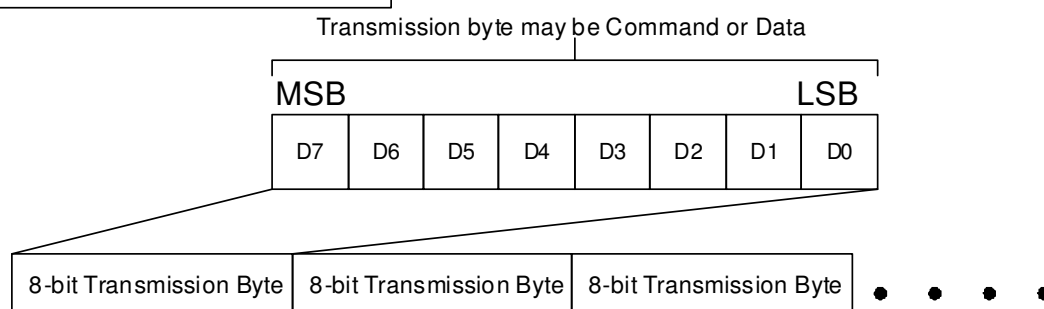 Transmission byte may be Command or Data
MSB LSB
D7 D6 D5 D4 D3 D2 D1 D0
8-bit Transmission Byte 8-bit Transmission Byte 8-bit Transmission Byte